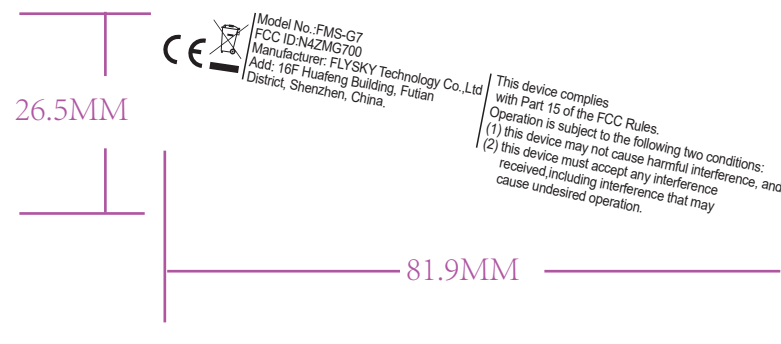 CE
Model No.:FMS-G7
FCC ID:N4ZMG700
Manufacturer: FLYSKY Technology Co.,Ltd
Add: 16F Huafeng Building, Futian
District, Shenzhen, China.
This device complies
with Part 15 of the FCC Rules.
Operation is subject to the following two conditions:
(1) this device may not cause harmful interference, and
(2) this device must accept any interference
received,including interference that may
cause undesired operation.
26.5MM
81.9MM